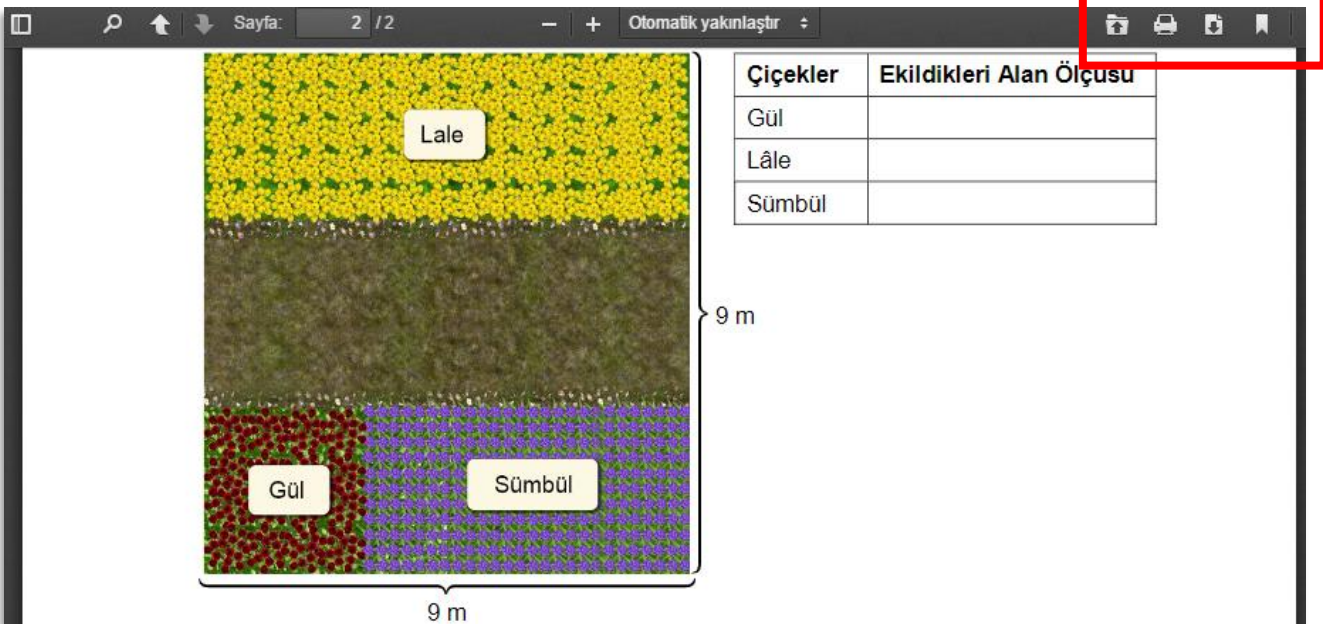 Sayfa: 2 / 2 − + Otomatik yakınlaştır
Çiçekler Ekildikleri Alan Ölçüsü
Gül
Lâle
Sümbül
Lale
9 m
Gül
Sümbül
9 m